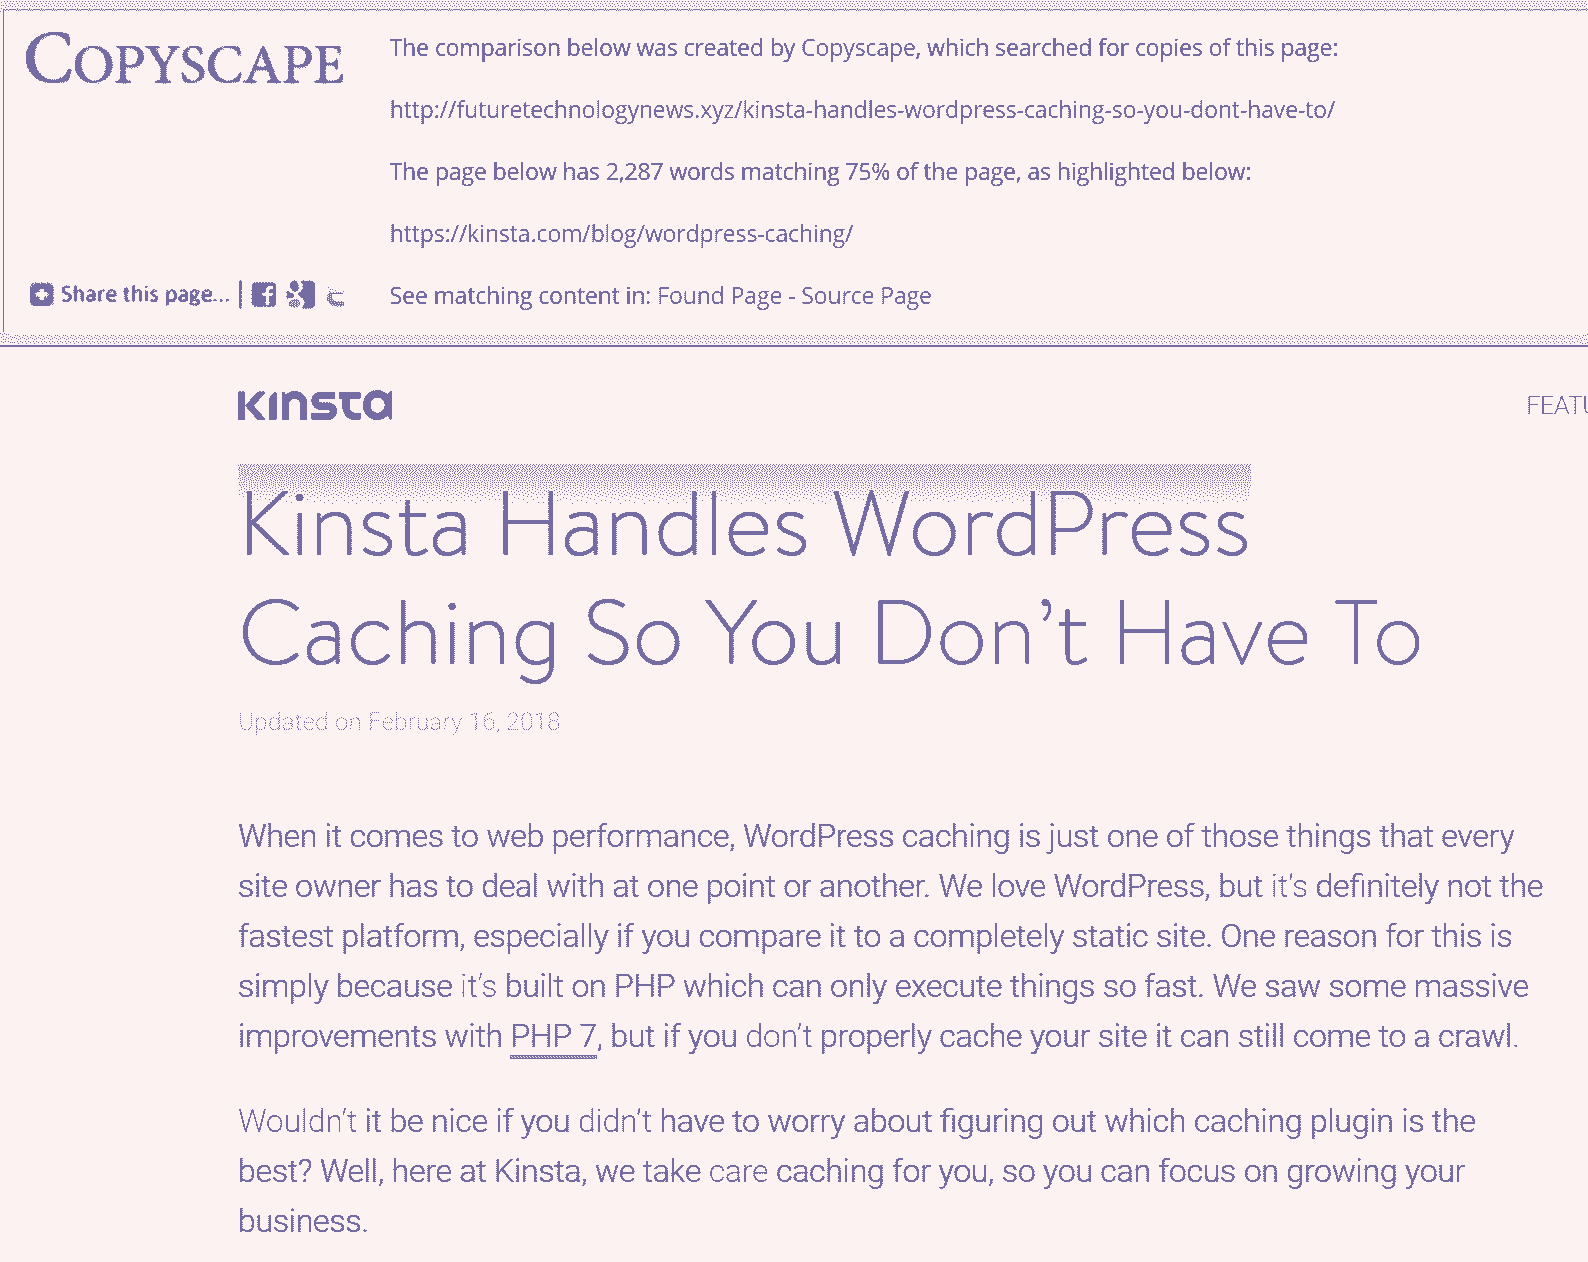 COPYSCAPE
The comparison below was created by Copyscape, which searched for copies of this page:
http://futuretechnologynews.xyz/kinsta-handles-wordpress-caching-so-you-dont-have-to/
The page below has 2,287 words matching 75% of the page, as highlighted below:
https://kinsta.com/blog/wordpress-caching/
Share this page... |
See matching content in: Found Page - Source Page
Kinsta
FEATU
Kinsta Handles WordPress
Caching So You Don’t Have To
Updated on February 16, 2018
When it comes to web performance, WordPress caching is just one of those things that every
site owner has to deal with at one point or another. We love WordPress, but it’s definitely not the
fastest platform, especially if you compare it to a completely static site. One reason for this is
simply because it’s built on PHP which can only execute things so fast. We saw some massive
improvements with PHP 7, but if you don’t properly cache your site it can still come to a crawl.
Wouldn’t it be nice if you didn’t have to worry about figuring out which caching plugin is the
best? Well, here at Kinsta, we take care caching for you, so you can focus on growing your
business.